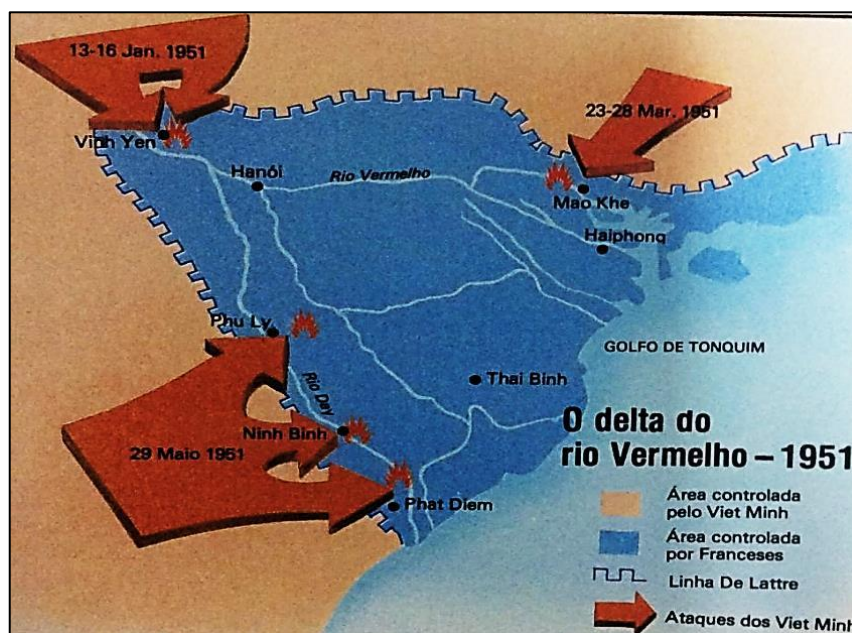 13-16 Jan. 1951
23-28 Mar. 1951
Vinh Yen
Hanói
Rio Vermelho
Mao Khe
Haiphong
Phu Ly
GOLFO DE TONQUIM
Rio Day
Thai Binh
Ninh Binh
29 Maio 1951
Phat Diem
O delta do
rio Vermelho – 1951
Área controlada
pelo Viet Minh
Área controlada
por Franceses
Linha De Lattre
Ataques dos Viet Minh